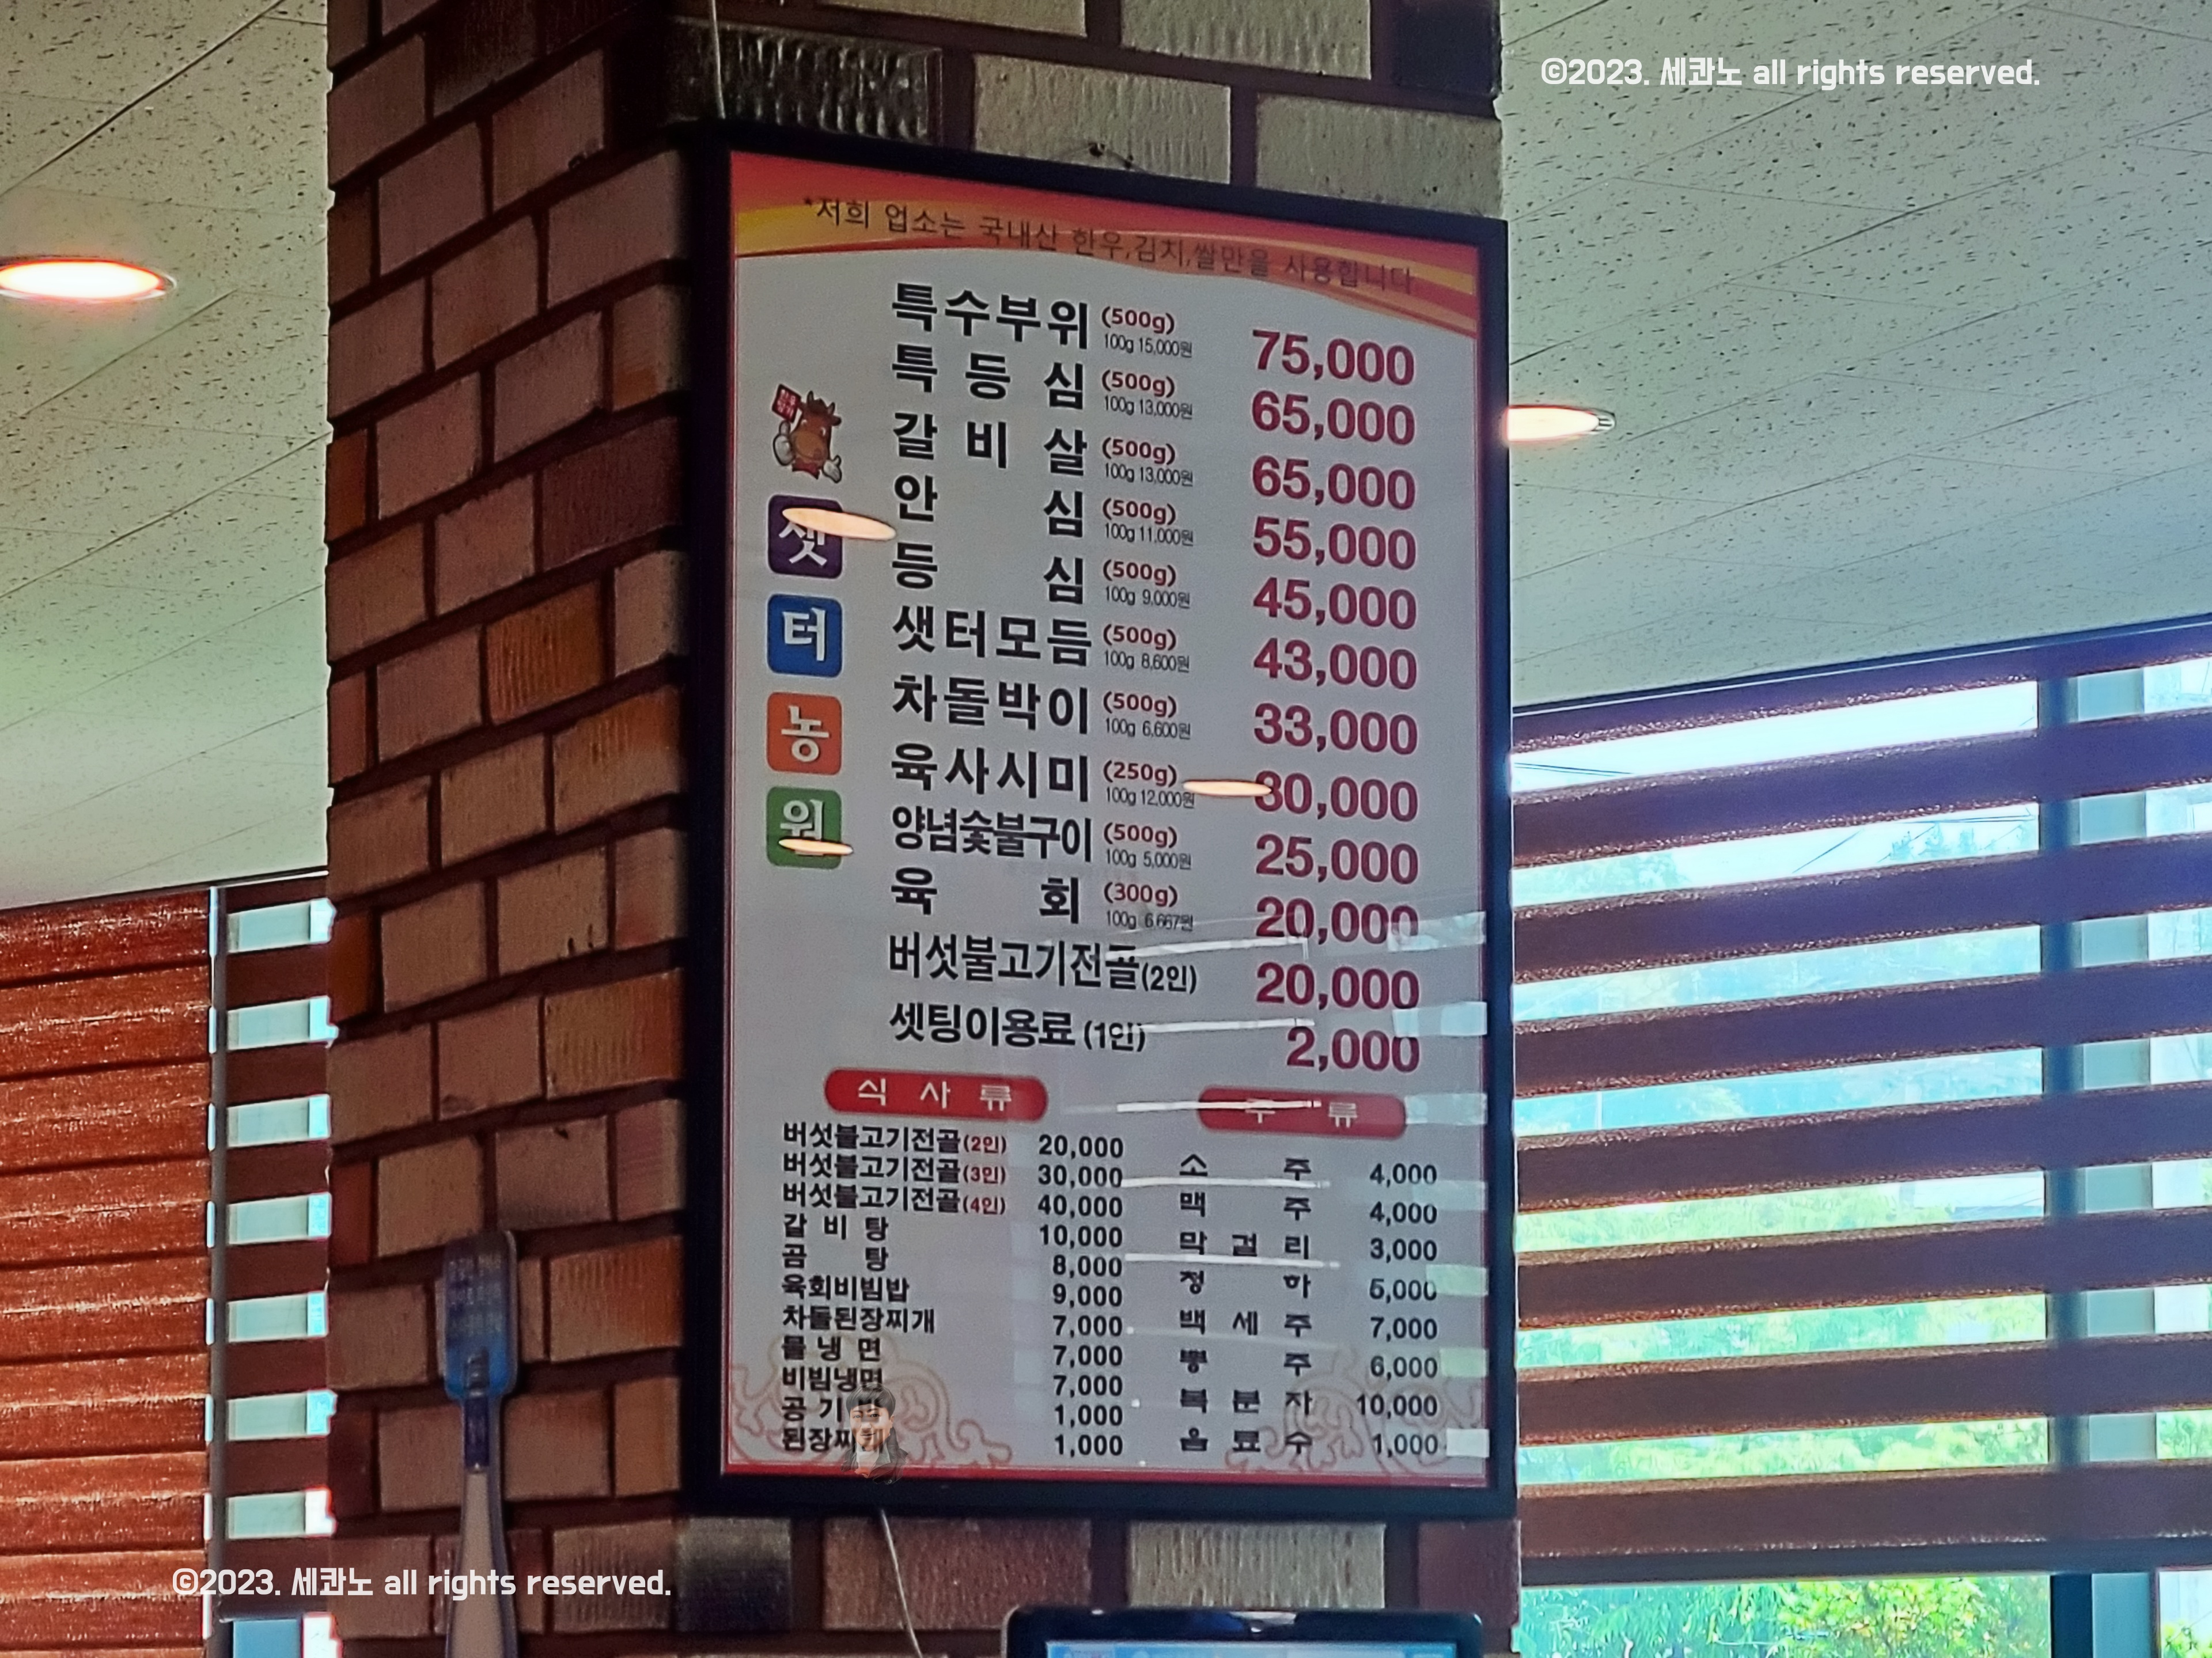 ©2023. 세콴노 all rights reserved.
*저희 업소는 국내산 한우,김치,쌀만을 사용합니다.
특수부위 (500g) 100g 15,000원 75,000
특등심 (500g) 100g 13,000원 65,000
갈비살 (500g) 100g 13,000원 65,000
안심 (500g) 100g 11,000원 55,000
등심 (500g) 100g 9,000원 45,000
샛터모듬 (500g) 100g 8,600원 43,000
차돌박이 (500g) 100g 6,600원 33,000
육사시미 (250g) 100g 12,000원 30,000
양념숯불구이 (500g) 100g 5,000원 25,000
육회 (300g) 100g 6,667원 20,000
버섯불고기전골(2인) 20,000
셋팅이용료 (1인) 2,000
샛
터
농
원
식사류
버섯불고기전골(2인) 20,000
버섯불고기전골(3인) 30,000
버섯불고기전골(4인) 40,000
갈비탕 10,000
곰탕 8,000
육회비빔밥 9,000
차돌된장찌개 7,000
물냉면 7,000
비빔냉면 7,000
공기 1,000
된장찌개 1,000
주류
소주 4,000
맥주 4,000
막걸리 3,000
청하 5,000
백세주 7,000
뽕주 6,000
복분자 10,000
음료수 1,000
©2023. 세콴노 all rights reserved.